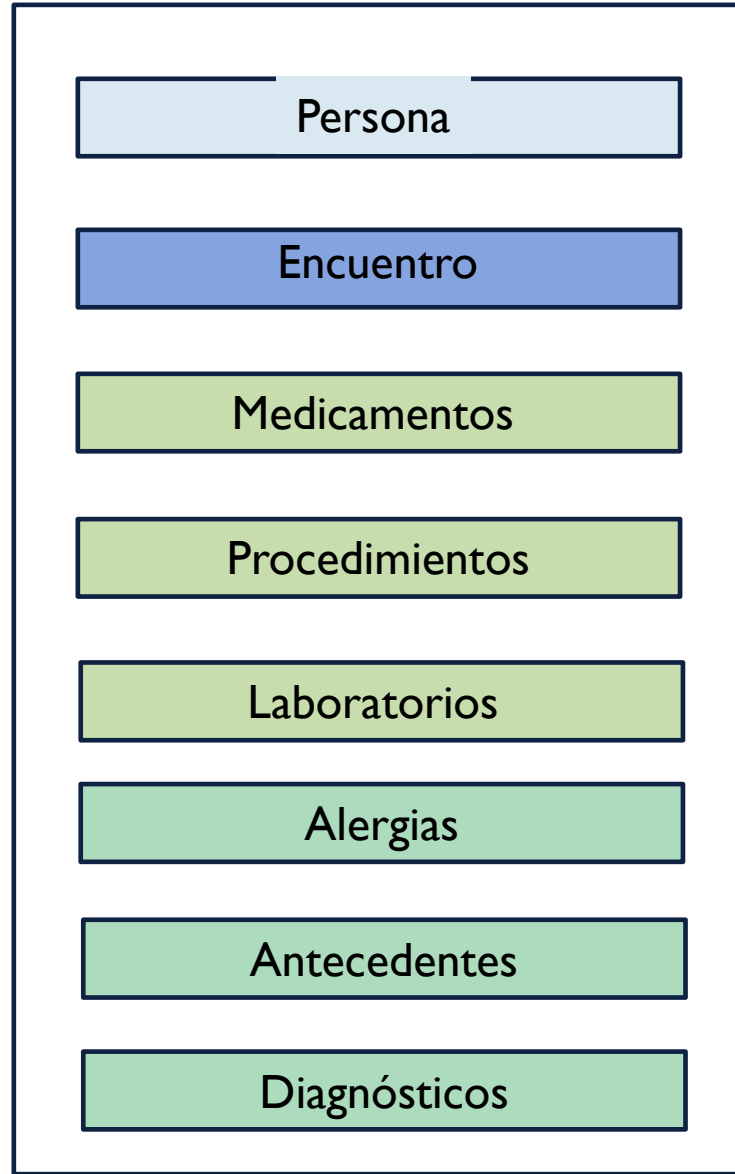 Persona
Encuentro
Medicamentos
Procedimientos
Laboratorios
Alergias
Antecedentes
Diagnósticos